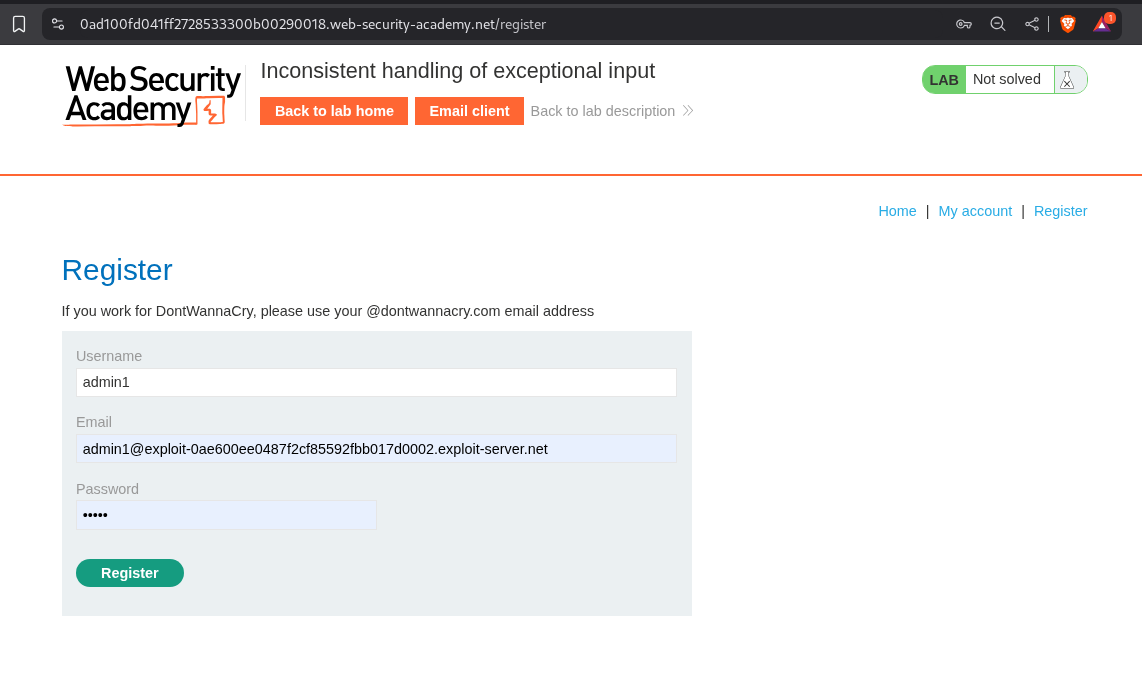 0ad100fd041ff2728533300b00290018.web-security-academy.net/register
1
Web Security
Academy
Inconsistent handling of exceptional input
Back to lab home
Email client
Back to lab description
LAB
Not solved
Home | My account | Register
Register
If you work for DontWannaCry, please use your @dontwannacry.com email address
Username
admin1
Email
admin1@exploit-0ae600ee0487f2cf85592fbb017d0002.exploit-server.net
Password
•••••
Register